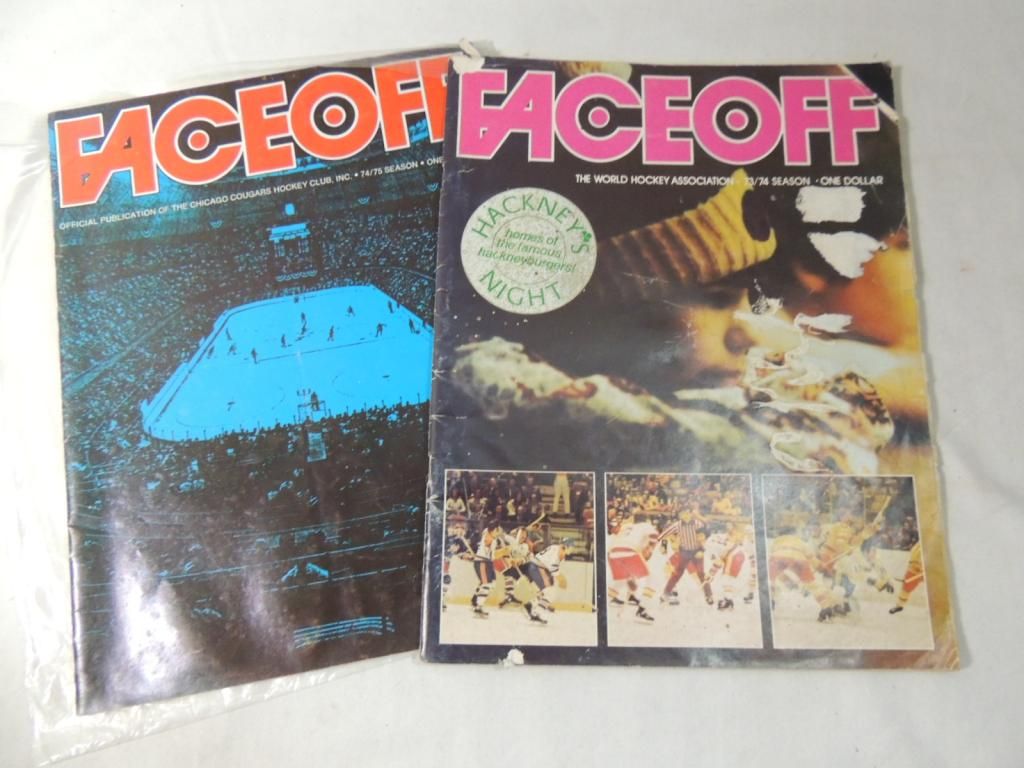 FACEOFF
OFFICIAL PUBLICATION OF THE CHICAGO COUGARS HOCKEY CLUB, INC. • 74/75 SEASON • ONE
FACEOFF
THE WORLD HOCKEY ASSOCIATION • 73/74 SEASON • ONE DOLLAR
HACKNEY'S
homes of
the famous
hackneyburgers!
NIGHT